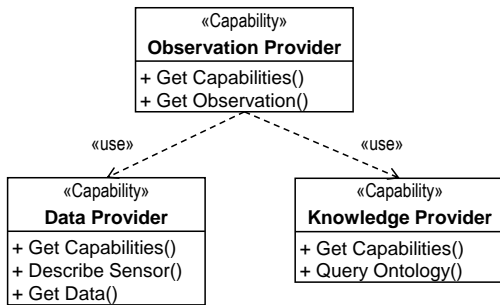 «Capability»
Observation Provider
+ Get Capabilities()
+ Get Observation()
«use»
«use»
«Capability»
Data Provider
+ Get Capabilities()
+ Describe Sensor()
+ Get Data()
«Capability»
Knowledge Provider
+ Get Capabilities()
+ Query Ontology()